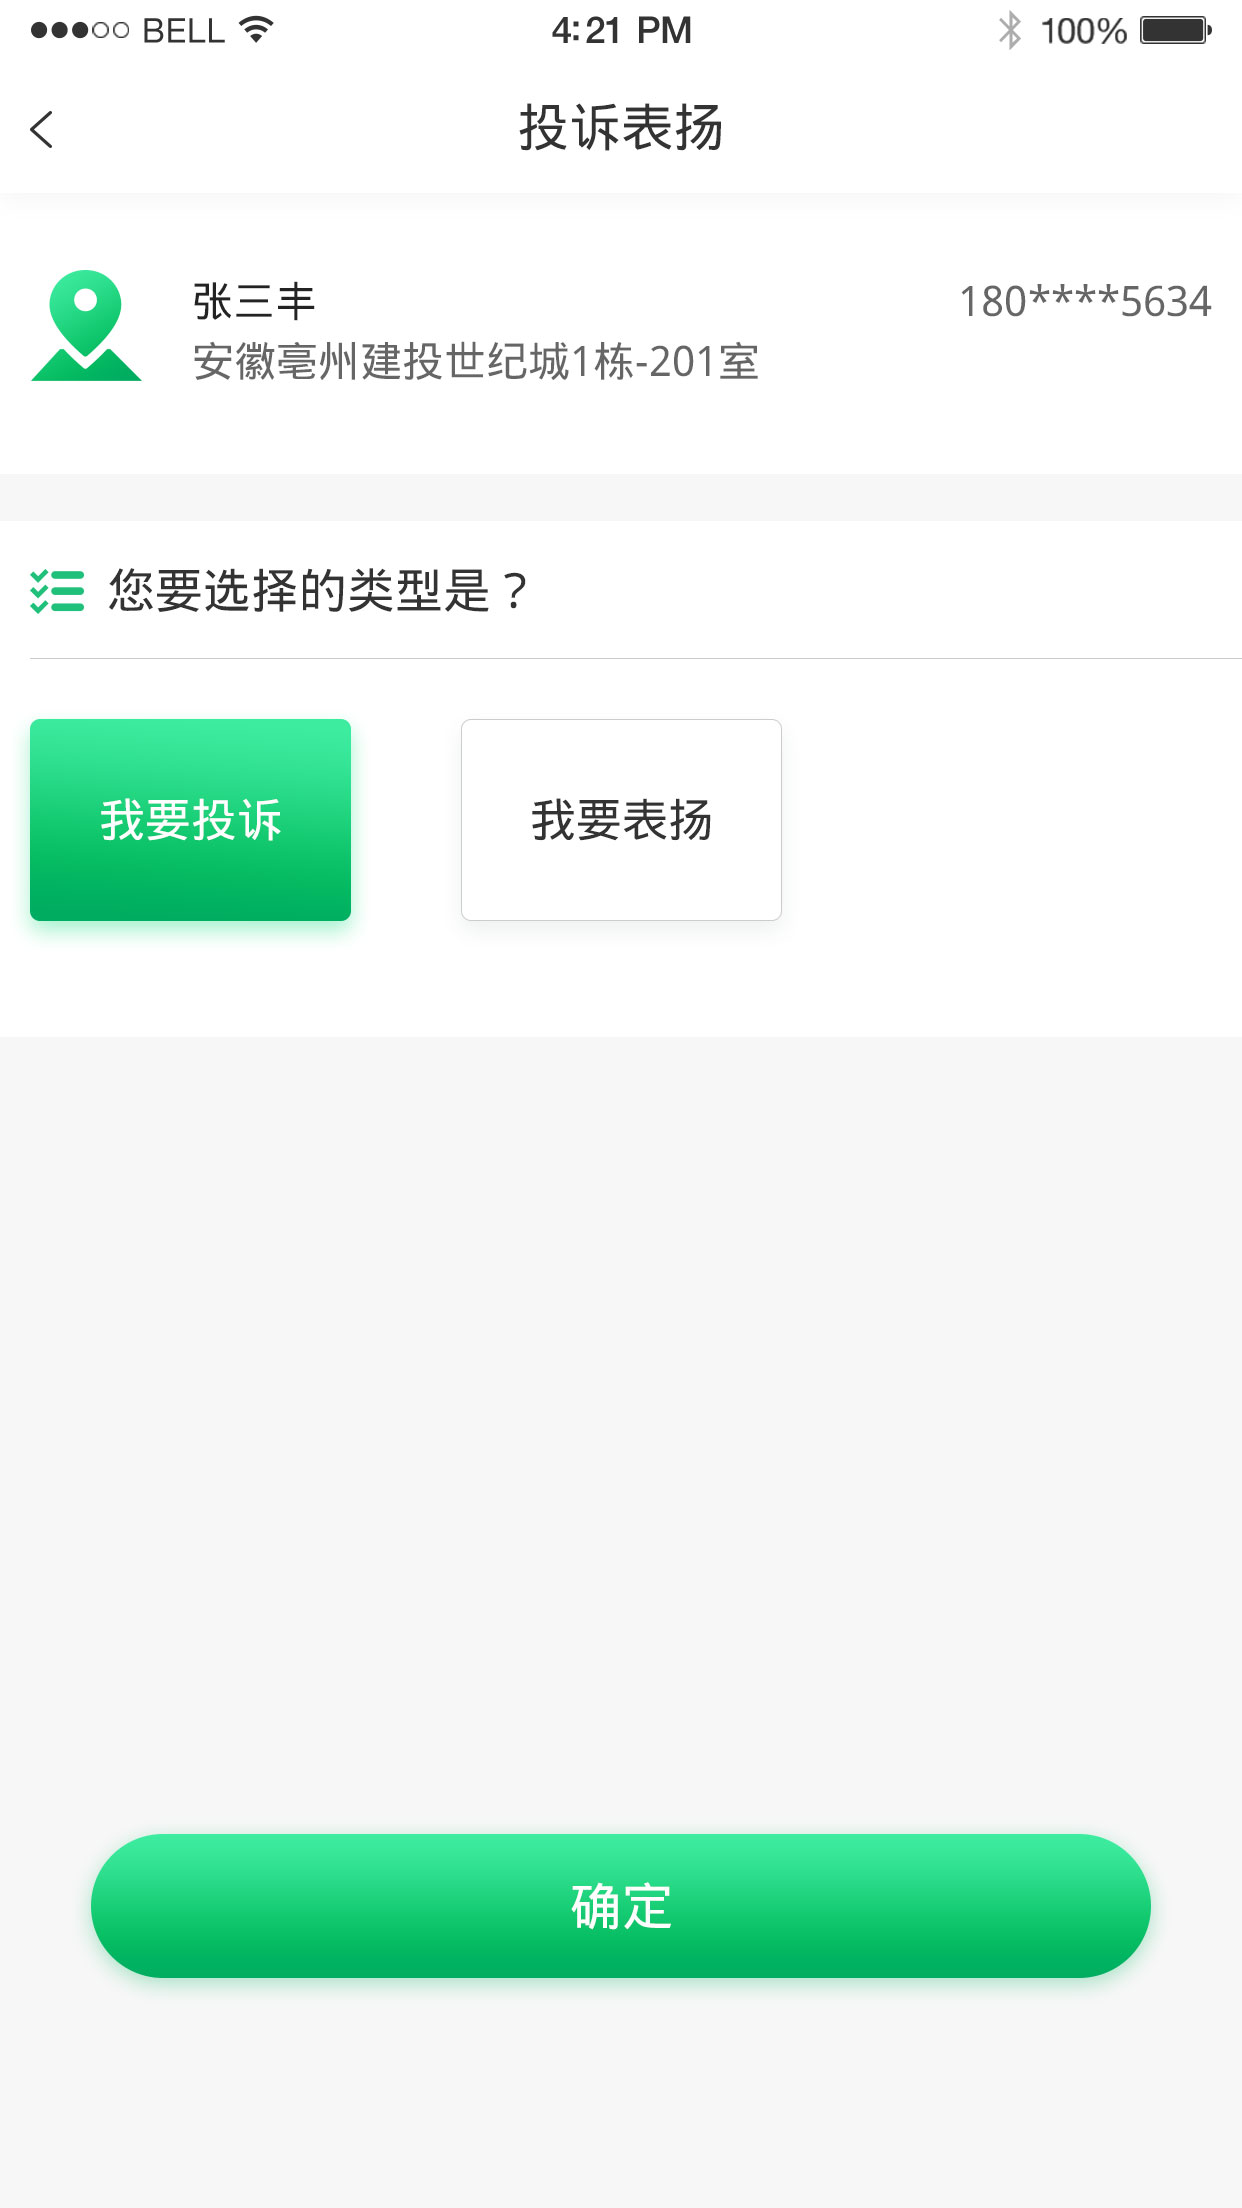 BELL 4:21 PM 100%
投诉表扬
张三丰 180****5634
安徽亳州建投世纪城1栋-201室
您要选择的类型是？
我要投诉 我要表扬
确定